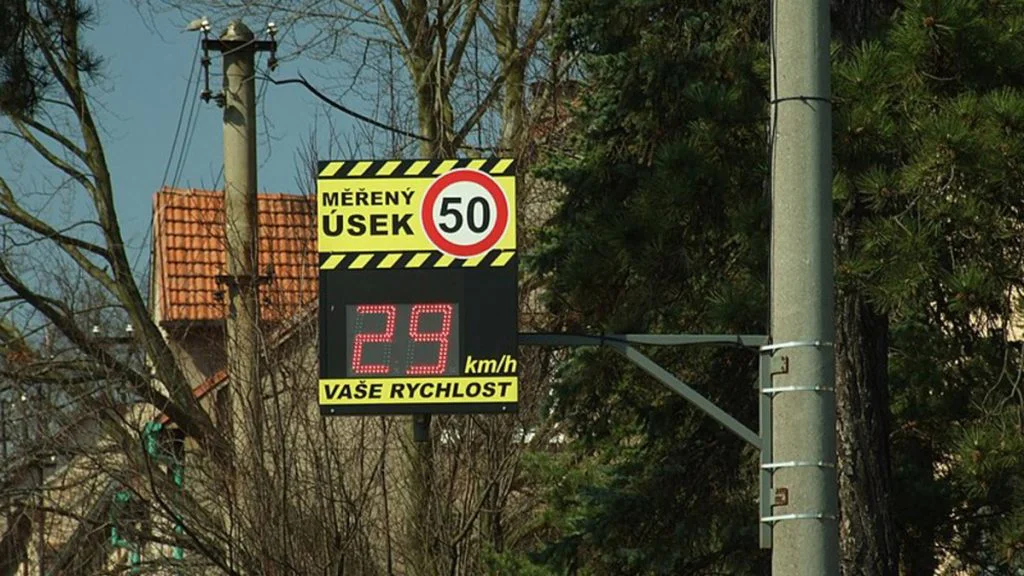 MĚŘENÝ
ÚSEK 50
29
km/h
VAŠE RYCHLOST